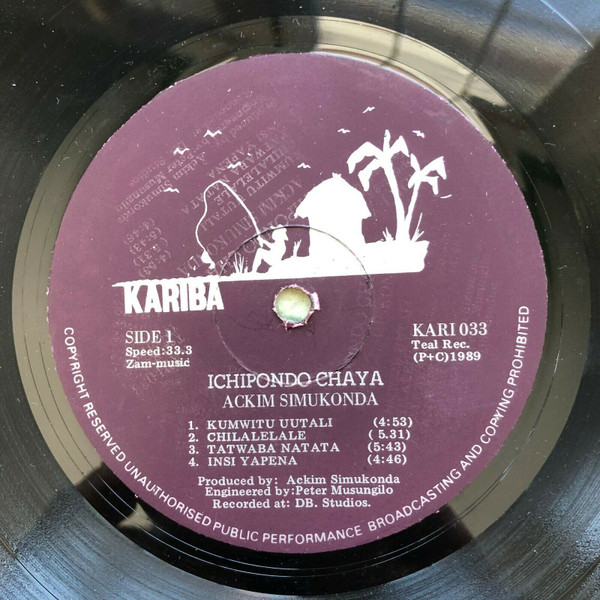 KARIBA
SIDE 1
Speed:33.3
Zam-music
KARI 033
Teal Rec.
(P+C)1989
ICHIPONDO CHAYA
ACKIM SIMUKONDA
1. KUMWITU UUTALI (4:53)
2. CHILALELALE ( 5.31)
3. TATWABA NATATA (5:43)
4. INSI YAPENA (4:46)
Produced by: Ackim Simukonda
Engineered by:Peter Musungilo
Recorded at: DB. Studios.
COPYRIGHT RESERVED UNAUTHORISED PUBLIC PERFORMANCE BROADCASTING AND COPYING PROHIBITED